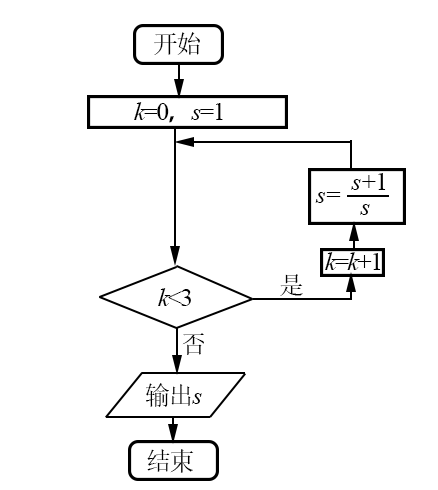 开始
k=0，s=1
s= s+1/s
k=k+1
k<3
是
否
输出s
结束